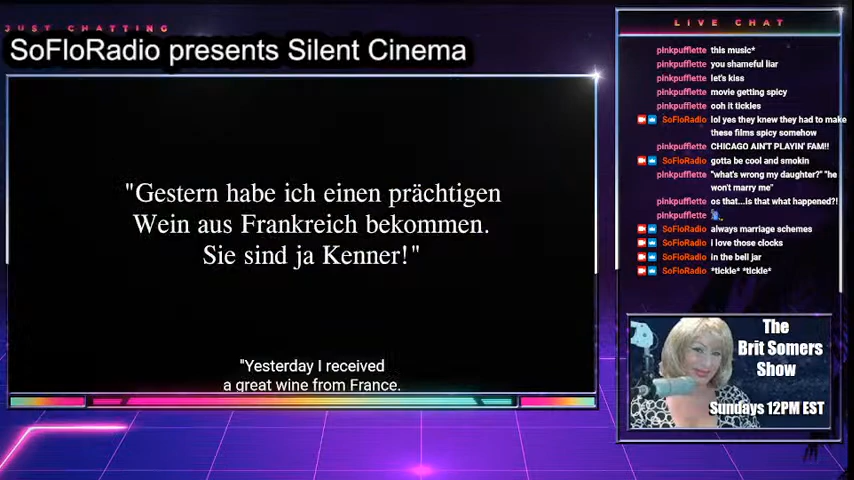 JUST CHATTING
SoFloRadio presents Silent Cinema
"Gestern habe ich einen prächtigen
Wein aus Frankreich bekommen.
Sie sind ja Kenner!"
"Yesterday I received
a great wine from France.
LIVE CHAT
pinkpufflette this music*
pinkpufflette you shameful liar
pinkpufflette let's kiss
pinkpufflette movie getting spicy
pinkpufflette ooh it tickles
SoFloRadio lol yes they knew they had to make
these films spicy somehow
pinkpufflette CHICAGO AIN'T PLAYIN' FAM!!
SoFloRadio gotta be cool and smokin
pinkpufflette "what's wrong my daughter?" "he
won't marry me"
pinkpufflette os that...is that what happened?!
pinkpufflette
SoFloRadio always marriage schemes
SoFloRadio i love those clocks
SoFloRadio in the bell jar
SoFloRadio *tickle* *tickle*
The
Brit Somers
Show
Sundays 12PM EST